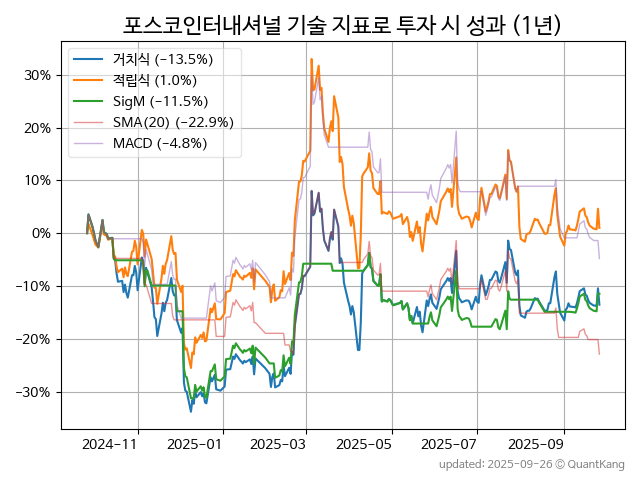 포스코인터내셔널 기술 지표로 투자 시 성과 (1년)
거치식 (−13.5%)
적립식 (1.0%)
SigM (−11.5%)
SMA(20) (−22.9%)
MACD (−4.8%)
30%
20%
10%
0%
−10%
−20%
−30%
2024-11 2025-01 2025-03 2025-05 2025-07 2025-09
updated: 2025-09-26 © QuantKang